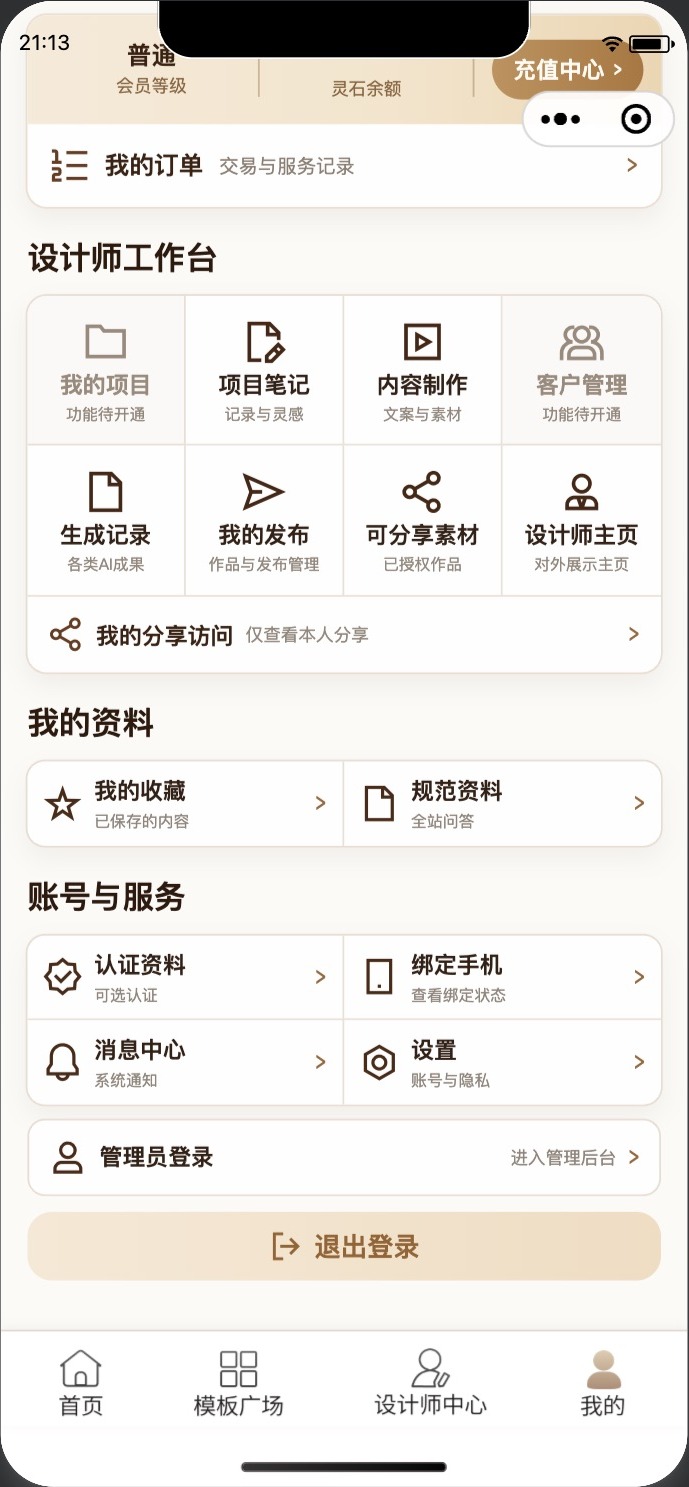 21:13
普通
会员等级
灵石余额
充值中心 >
我的订单 交易与服务记录 >
设计师工作台
我的项目 项目笔记 内容制作 客户管理
功能待开通 记录与灵感 文案与素材 功能待开通
生成记录 我的发布 可分享素材 设计师主页
各类AI成果 作品与发布管理 已授权作品 对外展示主页
我的分享访问 仅查看本人分享 >
我的资料
我的收藏 > 规范资料 >
已保存的内容 全站问答
账号与服务
认证资料 > 绑定手机 >
可选认证 查看绑定状态
消息中心 > 设置 >
系统通知 账号与隐私
管理员登录 进入管理后台 >
退出登录
首页 模板广场 设计师中心 我的